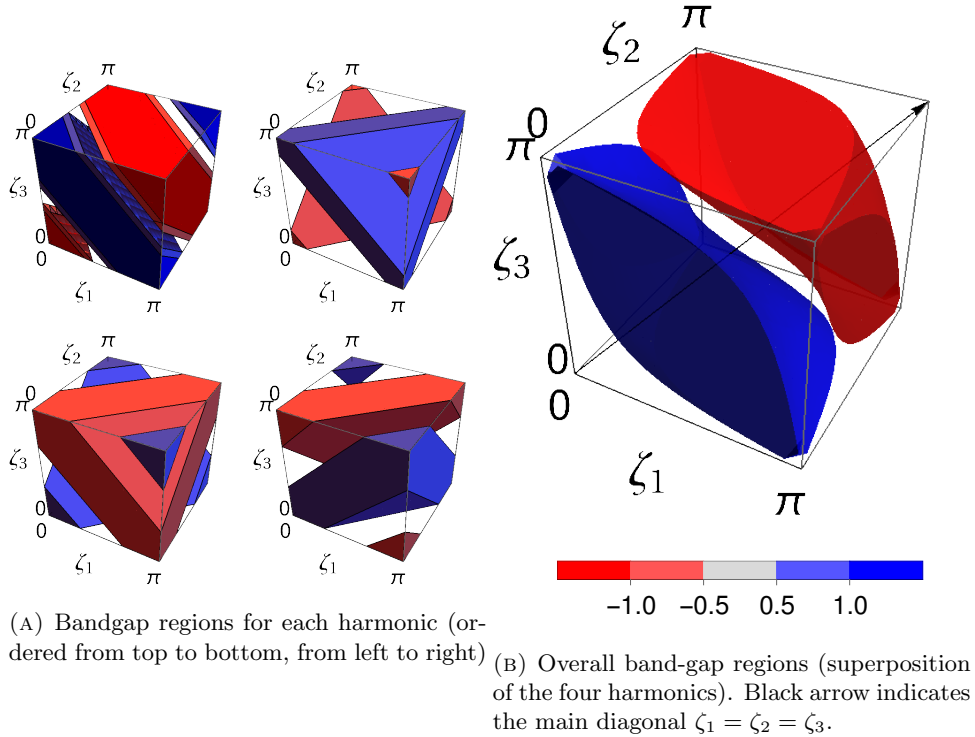 ζ₂ π
π 0
ζ₃
0
0
ζ₁
π
ζ₂ π
π 0
ζ₃
0
0
ζ₁
π
ζ₂ π
π 0
ζ₃
0
0
ζ₁
π
ζ₂ π
π 0
ζ₃
0
0
ζ₁
π
(A) Bandgap regions for each harmonic (or-
dered from top to bottom, from left to right)
π
ζ₂
0
π
ζ₃
0
0
ζ₁
π
−1.0 −0.5 0.5 1.0
(B) Overall band-gap regions (superposition
of the four harmonics). Black arrow indicates
the main diagonal ζ₁ = ζ₂ = ζ₃.